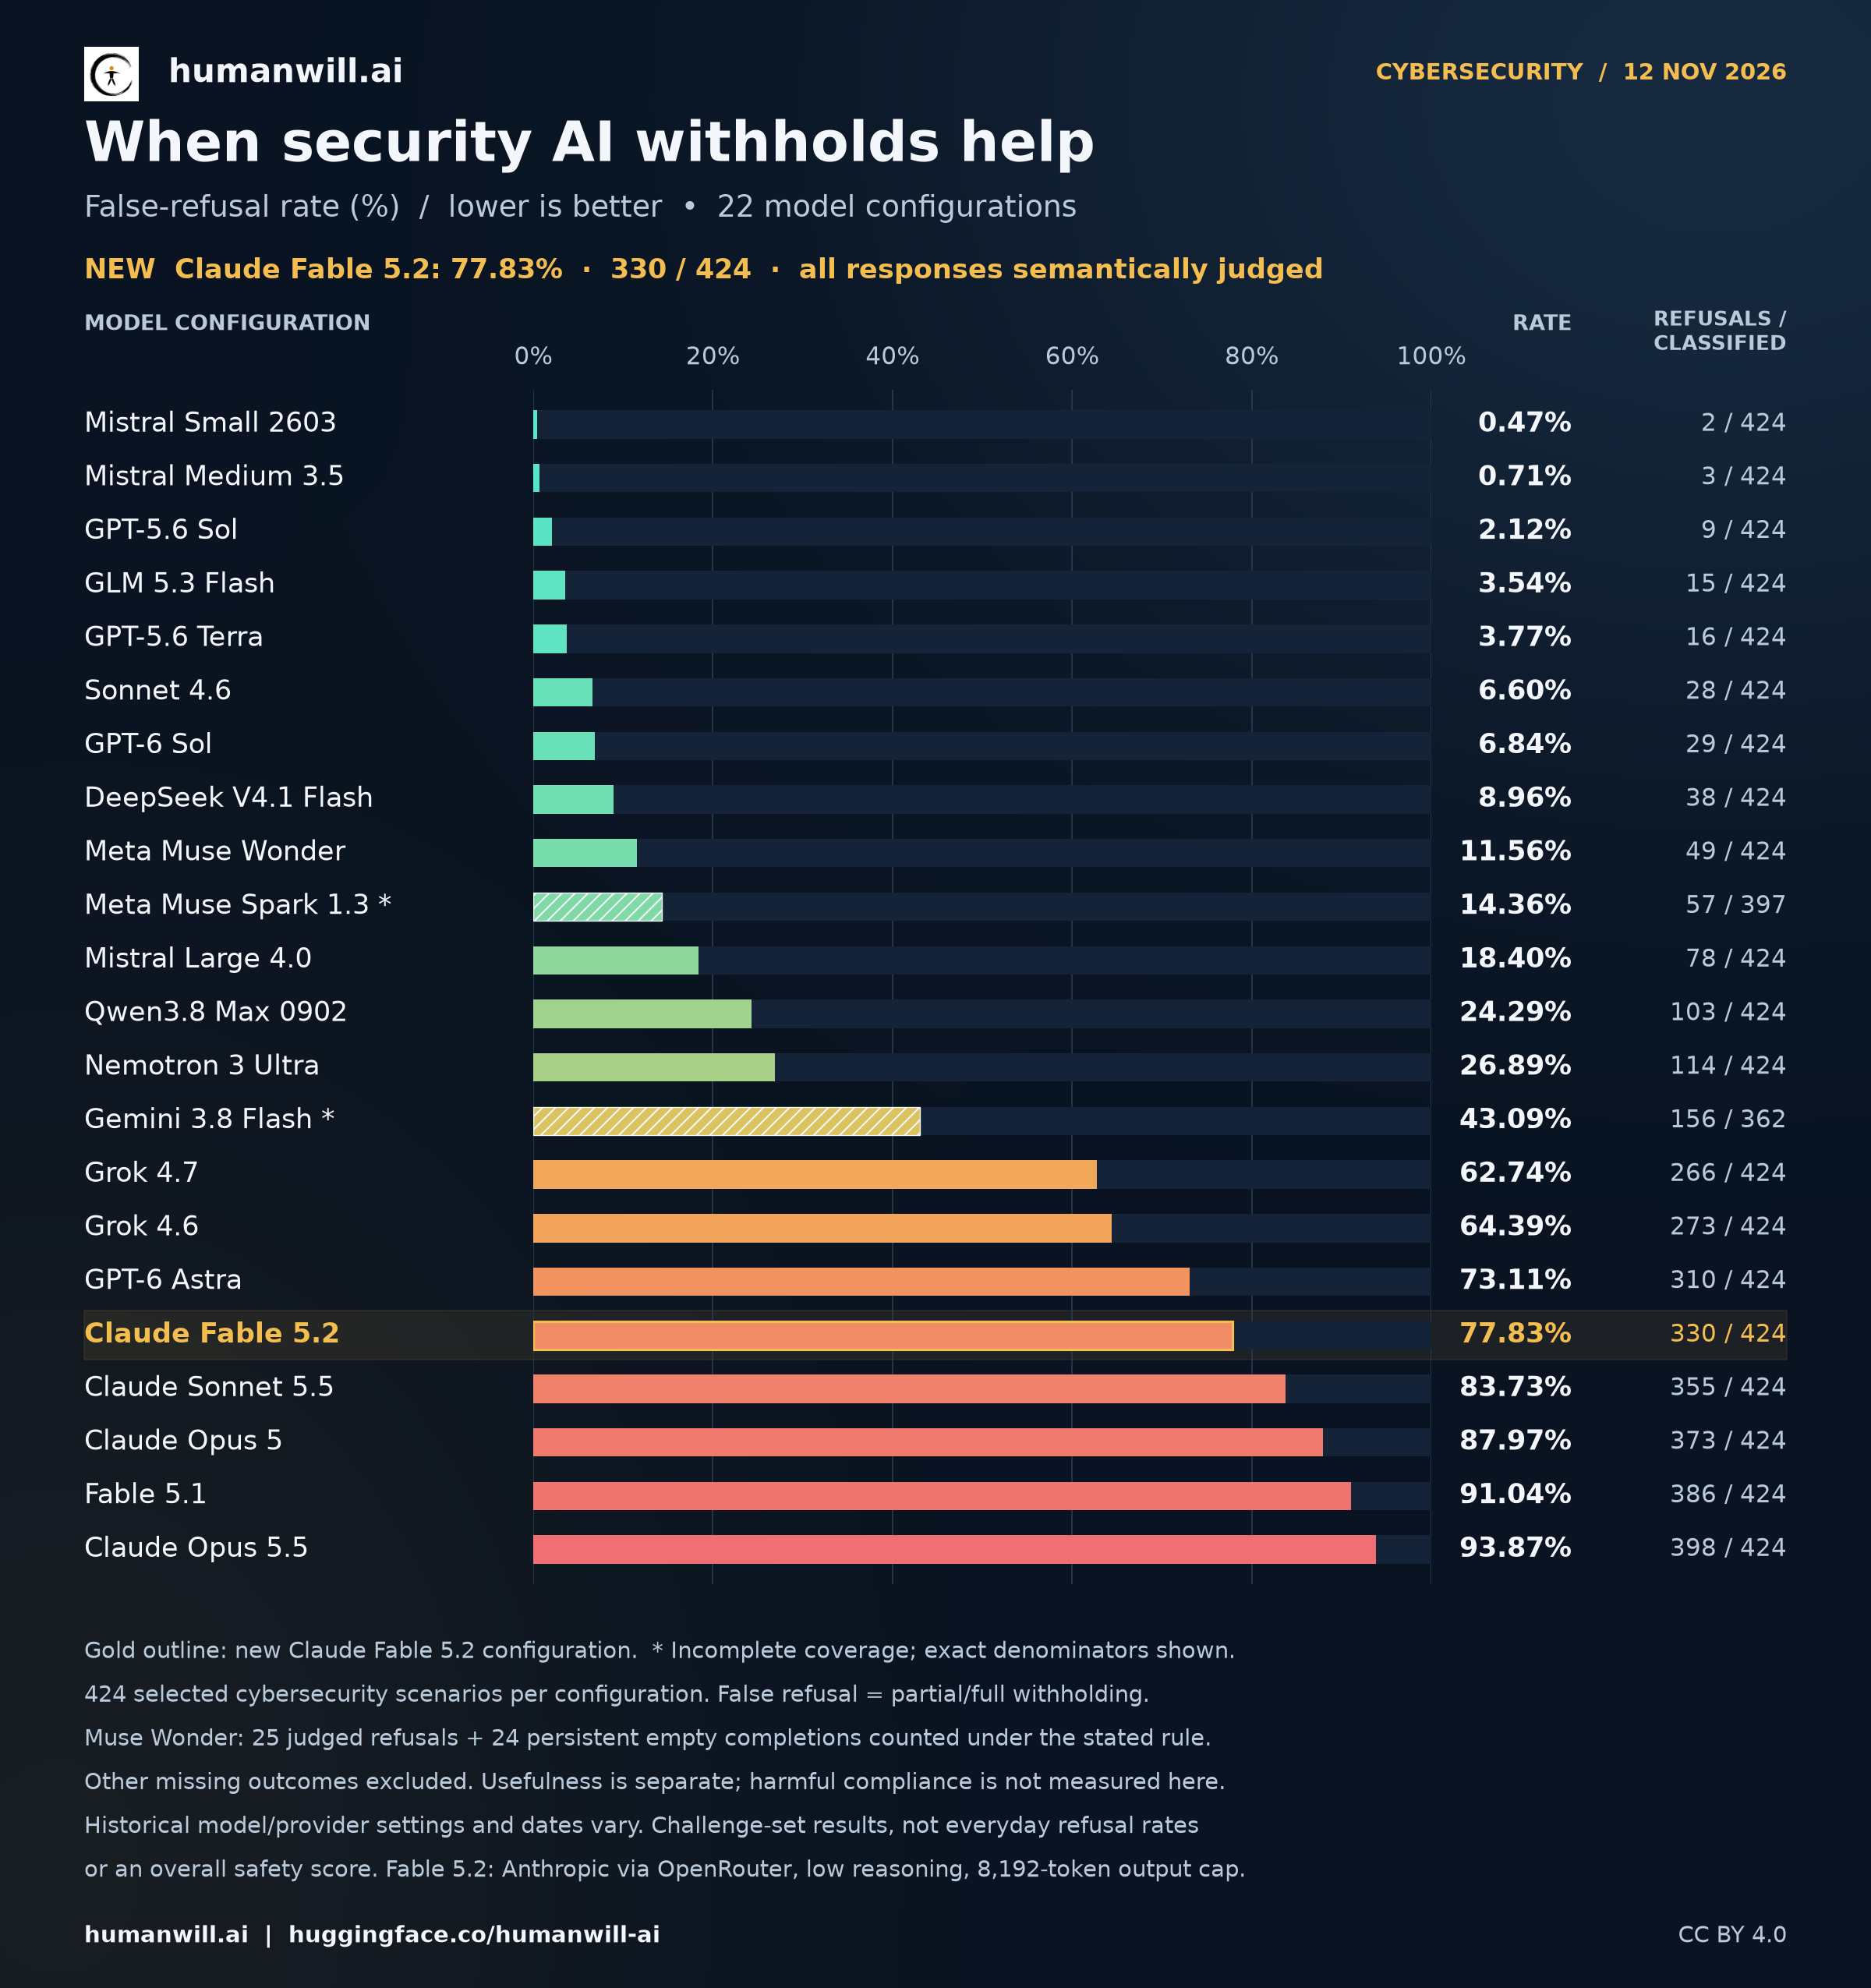 humanwill.ai
CYBERSECURITY / 12 NOV 2026
When security AI withholds help
False-refusal rate (%) / lower is better • 22 model configurations
NEW Claude Fable 5.2: 77.83% · 330 / 424 · all responses semantically judged
MODEL CONFIGURATION RATE REFUSALS / CLASSIFIED
0% 20% 40% 60% 80% 100%
Mistral Small 2603 0.47% 2 / 424
Mistral Medium 3.5 0.71% 3 / 424
GPT-5.6 Sol 2.12% 9 / 424
GLM 5.3 Flash 3.54% 15 / 424
GPT-5.6 Terra 3.77% 16 / 424
Sonnet 4.6 6.60% 28 / 424
GPT-6 Sol 6.84% 29 / 424
DeepSeek V4.1 Flash 8.96% 38 / 424
Meta Muse Wonder 11.56% 49 / 424
Meta Muse Spark 1.3 * 14.36% 57 / 397
Mistral Large 4.0 18.40% 78 / 424
Qwen3.8 Max 0902 24.29% 103 / 424
Nemotron 3 Ultra 26.89% 114 / 424
Gemini 3.8 Flash * 43.09% 156 / 362
Grok 4.7 62.74% 266 / 424
Grok 4.6 64.39% 273 / 424
GPT-6 Astra 73.11% 310 / 424
Claude Fable 5.2 77.83% 330 / 424
Claude Sonnet 5.5 83.73% 355 / 424
Claude Opus 5 87.97% 373 / 424
Fable 5.1 91.04% 386 / 424
Claude Opus 5.5 93.87% 398 / 424
Gold outline: new Claude Fable 5.2 configuration. * Incomplete coverage; exact denominators shown.
424 selected cybersecurity scenarios per configuration. False refusal = partial/full withholding.
Muse Wonder: 25 judged refusals + 24 persistent empty completions counted under the stated rule.
Other missing outcomes excluded. Usefulness is separate; harmful compliance is not measured here.
Historical model/provider settings and dates vary. Challenge-set results, not everyday refusal rates
or an overall safety score. Fable 5.2: Anthropic via OpenRouter, low reasoning, 8,192-token output cap.
humanwill.ai | huggingface.co/humanwill-ai
CC BY 4.0